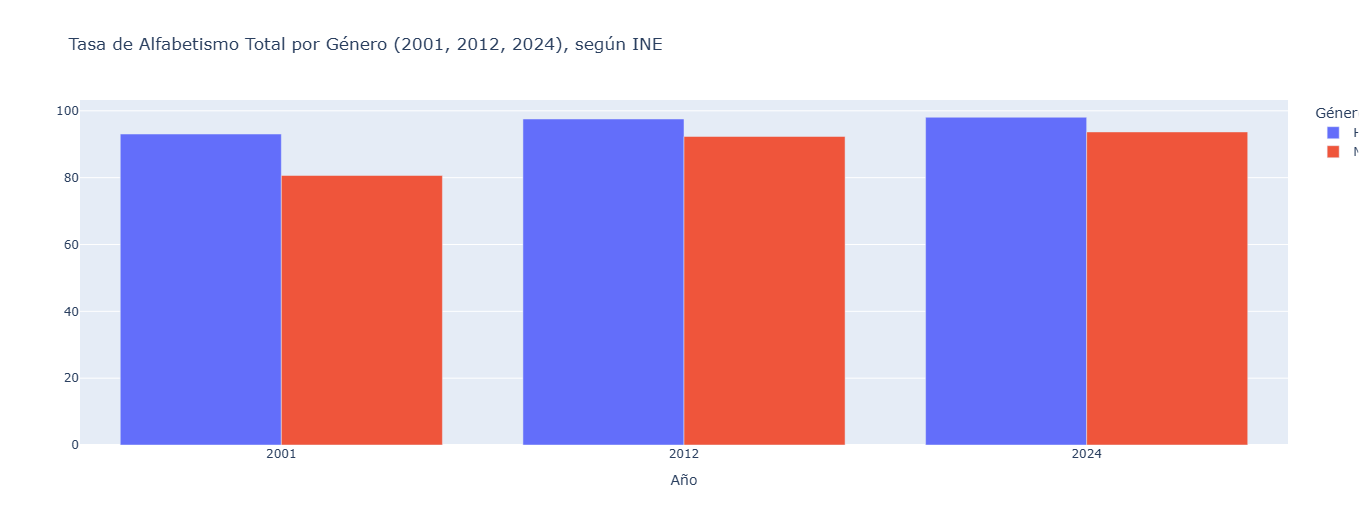 Tasa de Alfabetismo Total por Género (2001, 2012, 2024), según INE
Géner
H
100
80
60
40
20
0
2001
2012
2024
Año